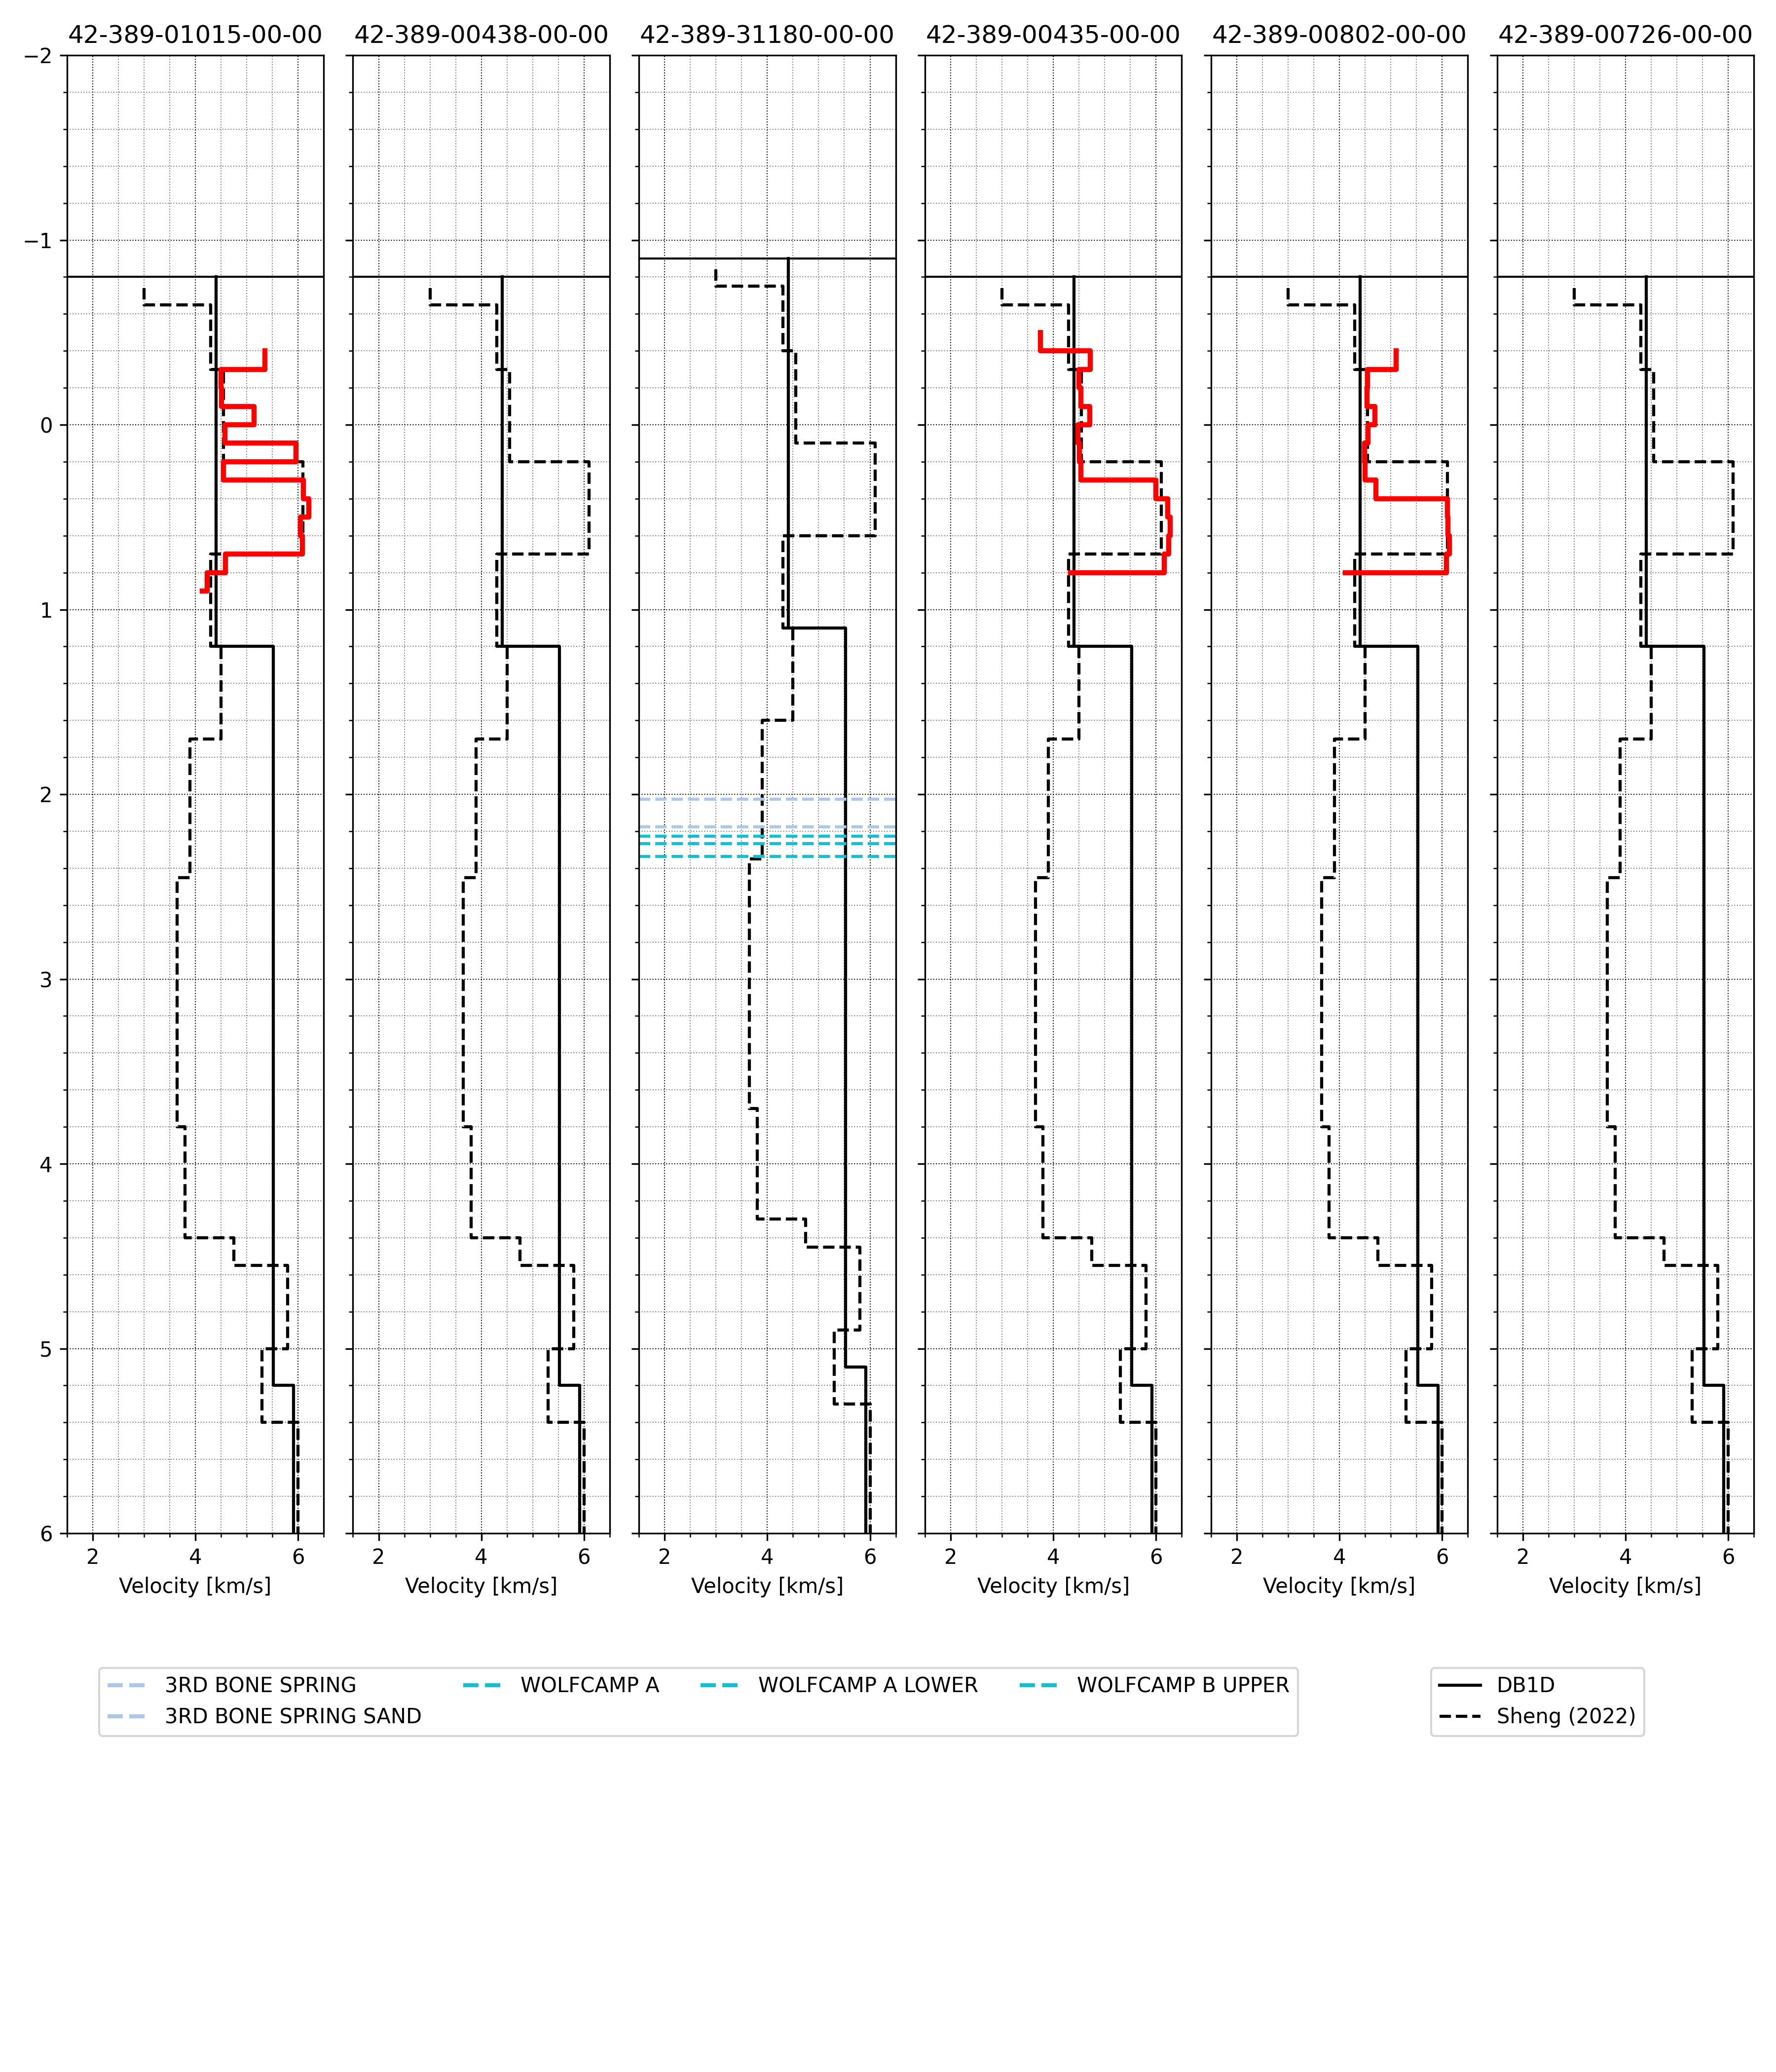 42-389-01015-00-00 42-389-00438-00-00 42-389-31180-00-00 42-389-00435-00-00 42-389-00802-00-00 42-389-00726-00-00
−2
−1
0
1
2
3
4
5
6
2 4 6 2 4 6 2 4 6 2 4 6 2 4 6 2 4 6
Velocity [km/s] Velocity [km/s] Velocity [km/s] Velocity [km/s] Velocity [km/s] Velocity [km/s]
3RD BONE SPRING WOLFCAMP A WOLFCAMP A LOWER WOLFCAMP B UPPER DB1D
3RD BONE SPRING SAND Sheng (2022)